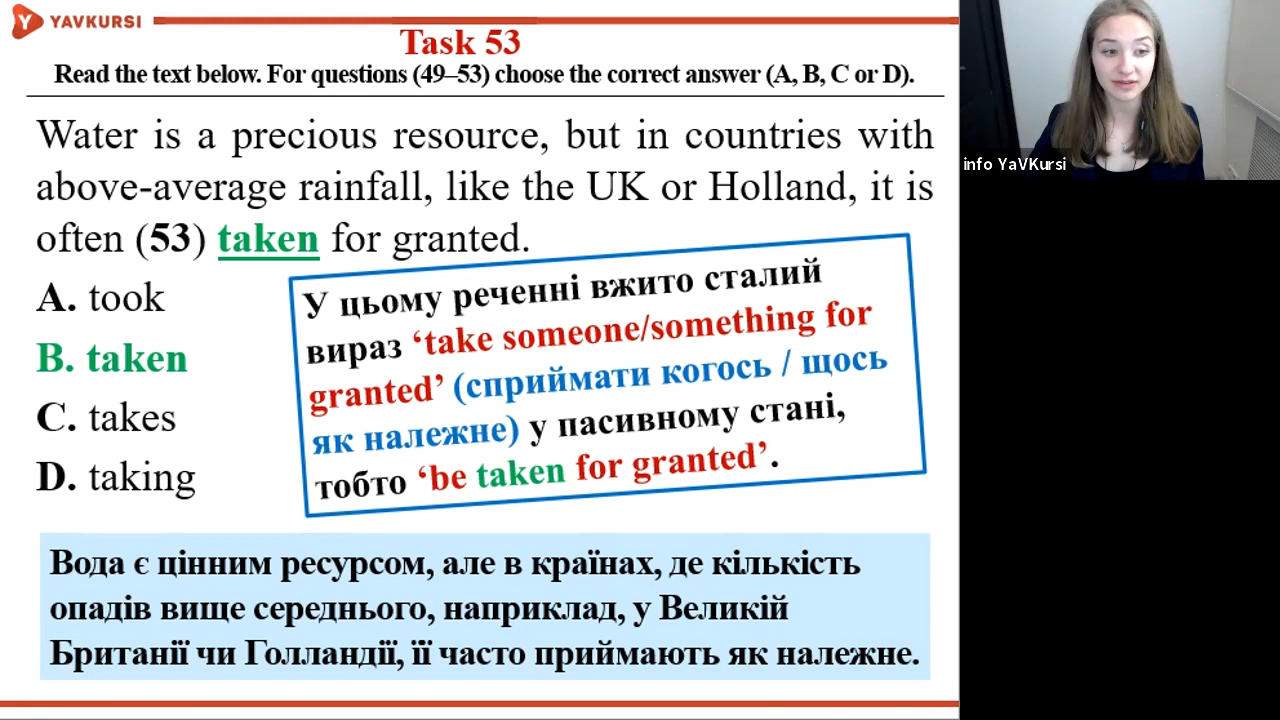 YAVKURSI
Task 53
Read the text below. For questions (49–53) choose the correct answer (A, B, C or D).
Water is a precious resource, but in countries with
above-average rainfall, like the UK or Holland, it is
often (53) taken for granted.
A. took
B. taken
C. takes
D. taking
У цьому реченні вжито сталий
вираз ‘take someone/something for
granted’ (сприймати когось / щось
як належне) у пасивному стані,
тобто ‘be taken for granted’.
Вода є цінним ресурсом, але в країнах, де кількість
опадів вище середнього, наприклад, у Великій
Британії чи Голландії, її часто приймають як належне.
info YaVKursi